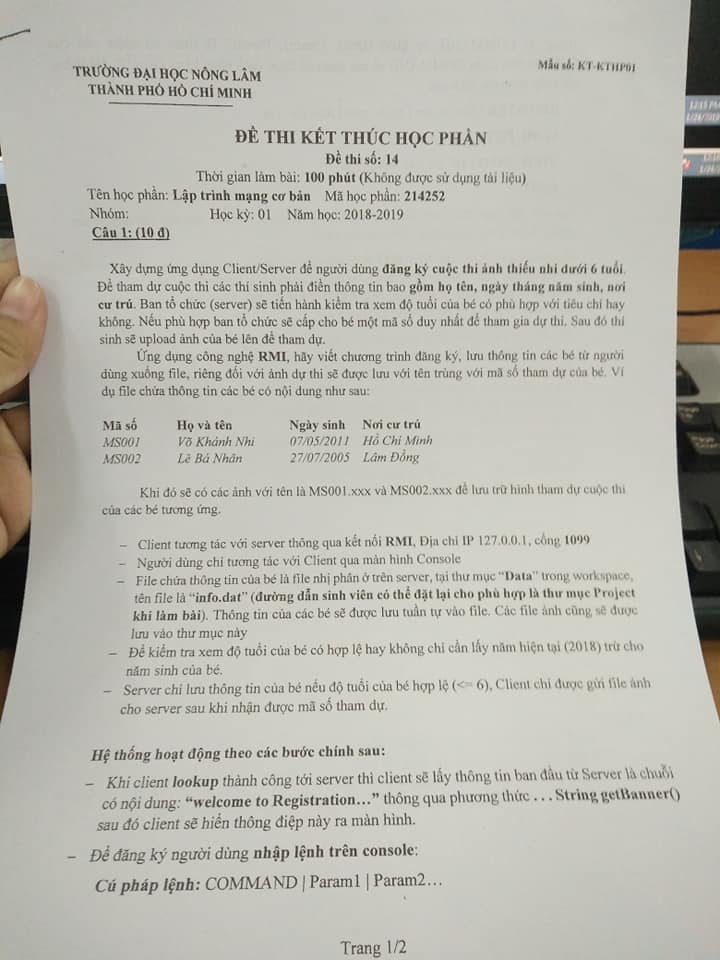 TRƯỜNG ĐẠI HỌC NÔNG LÂM
THÀNH PHỐ HỒ CHÍ MINH
Mẫu số: KT-KTHP01
ĐỀ THI KẾT THÚC HỌC PHẦN
Đề thi số: 14
Thời gian làm bài: 100 phút (Không được sử dụng tài liệu)
Tên học phần: Lập trình mạng cơ bản Mã học phần: 214252
Nhóm: Học kỳ: 01 Năm học: 2018-2019
Câu 1: (10 đ)
Xây dựng ứng dụng Client/Server để người dùng đăng ký cuộc thi ảnh thiếu nhi dưới 6 tuổi.
Để tham dự cuộc thi các thí sinh phải điền thông tin bao gồm họ tên, ngày tháng năm sinh, nơi
cư trú. Ban tổ chức (server) sẽ tiến hành kiểm tra xem độ tuổi của bé có phù hợp với tiêu chí hay
không. Nếu phù hợp ban tổ chức sẽ cấp cho bé một mã số duy nhất để tham gia dự thi. Sau đó thí
sinh sẽ upload ảnh của bé lên để tham dự.
Ứng dụng công nghệ RMI, hãy viết chương trình đăng ký, lưu thông tin các bé từ người
dùng xuống file, riêng đối với ảnh dự thi sẽ được lưu với tên trùng với mã số tham dự của bé. Ví
dụ file chứa thông tin các bé có nội dung như sau:
Mã số Họ và tên Ngày sinh Nơi cư trú
MS001 Võ Khánh Nhi 07/05/2011 Hồ Chí Minh
MS002 Lê Bá Nhân 27/07/2005 Lâm Đồng
Khi đó sẽ có các ảnh với tên là MS001.xxx và MS002.xxx để lưu trữ hình tham dự cuộc thi
của các bé tương ứng.
– Client tương tác với server thông qua kết nối RMI, Địa chỉ IP 127.0.0.1, cổng 1099
– Người dùng chỉ tương tác với Client qua màn hình Console
– File chứa thông tin của bé là file nhị phân ở trên server, tại thư mục “Data” trong workspace,
tên file là “info.dat” (đường dẫn sinh viên có thể đặt lại cho phù hợp là thư mục Project
khi làm bài). Thông tin của các bé sẽ được lưu tuần tự vào file. Các file ảnh cũng sẽ được
lưu vào thư mục này
– Để kiểm tra xem độ tuổi của bé có hợp lệ hay không chỉ cần lấy năm hiện tại (2018) trừ cho
năm sinh của bé.
– Server chỉ lưu thông tin của bé nếu độ tuổi của bé hợp lệ (<= 6), Client chỉ được gửi file ảnh
cho server sau khi nhận được mã số tham dự.
Hệ thống hoạt động theo các bước chính sau:
– Khi client lookup thành công tới server thì client sẽ lấy thông tin ban đầu từ Server là chuỗi
có nội dung: “welcome to Registration…” thông qua phương thức . . . String getBanner()
sau đó client sẽ hiển thông điệp này ra màn hình.
– Để đăng ký người dùng nhập lệnh trên console:
Cú pháp lệnh: COMMAND | Param1 | Param2…
Trang 1/2